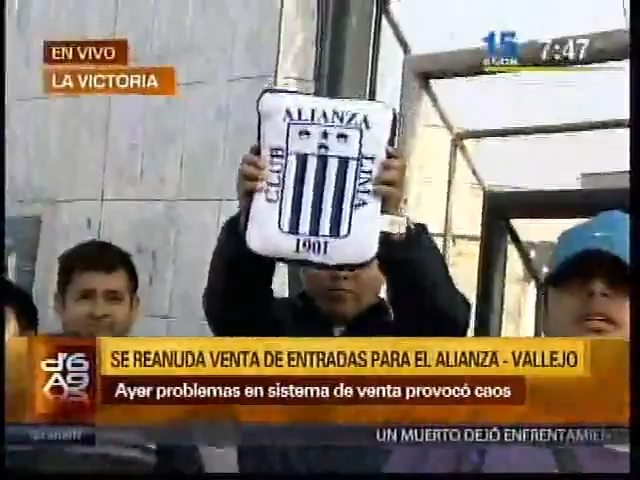 EN VIVO
LA VICTORIA
15
7:47
ALIANZA
CLUB
LIMA
1901
SE REANUDA VENTA DE ENTRADAS PARA EL ALIANZA - VALLEJO
Ayer problemas en sistema de venta provocó caos
UN MUERTO DEJÓ ENFRENTAMIE